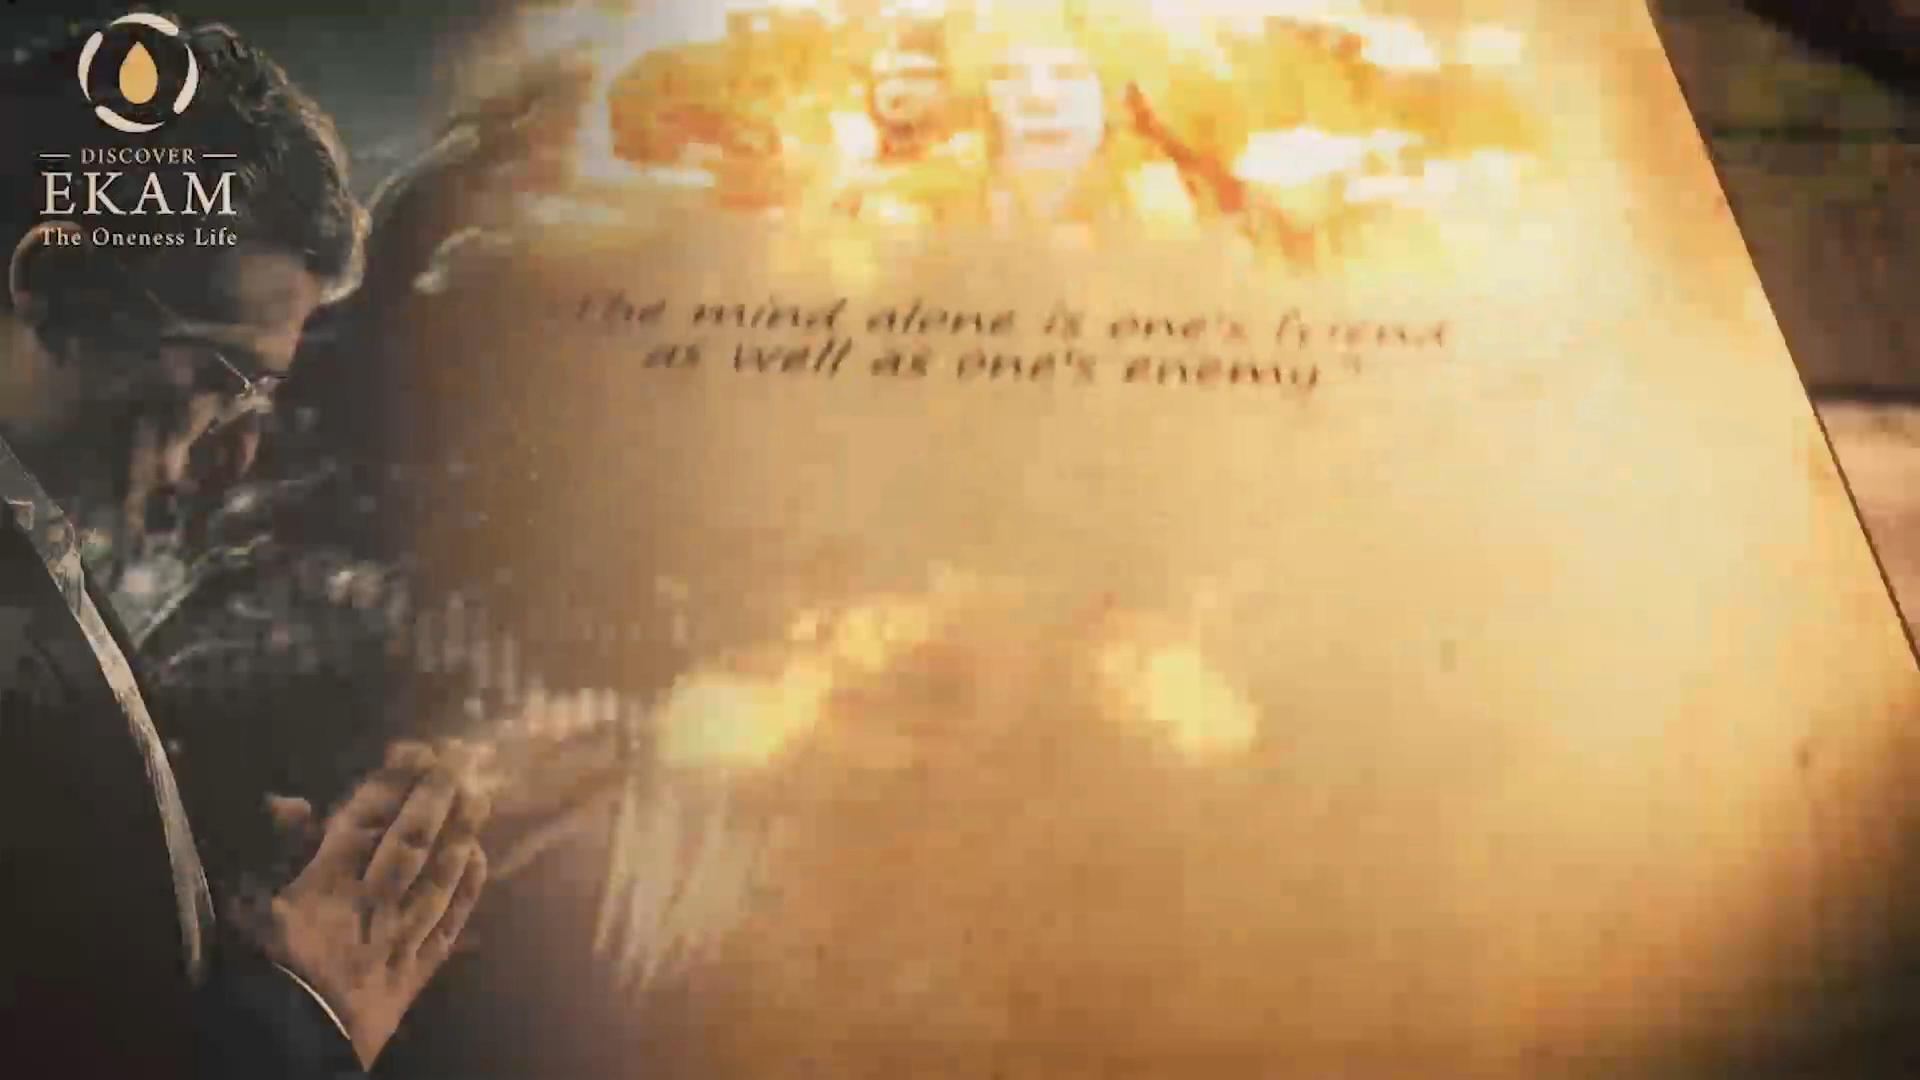 DISCOVER
EKAM
The Oneness Life
The mind alone is one's friend
as well as one's enemy"